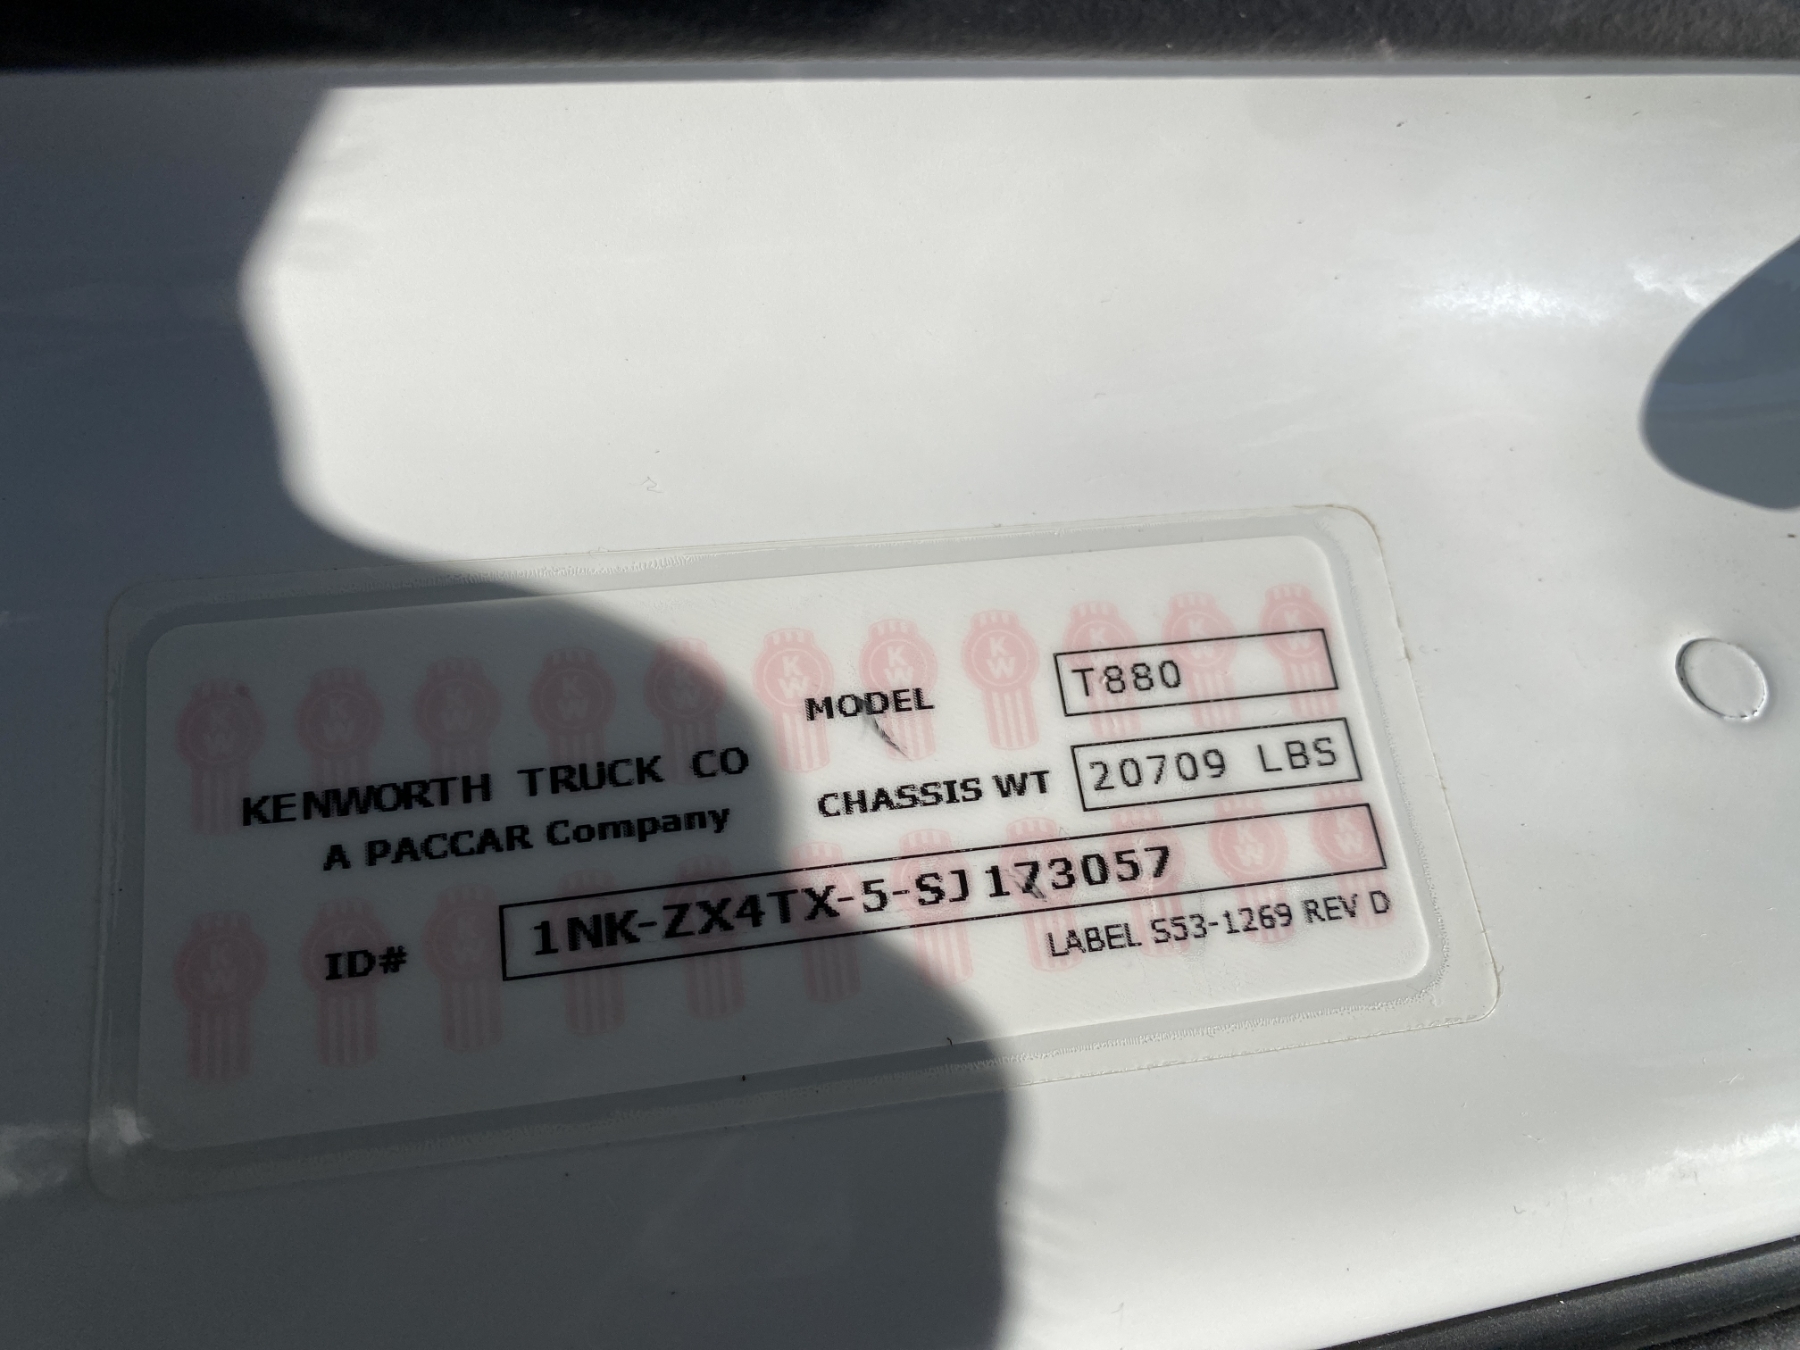 MODEL T880
KENWORTH TRUCK CO
CHASSIS WT 20709 LBS
A PACCAR Company
ID# 1NK-ZX4TX-5-SJ173057
LABEL S53-1269 REV D